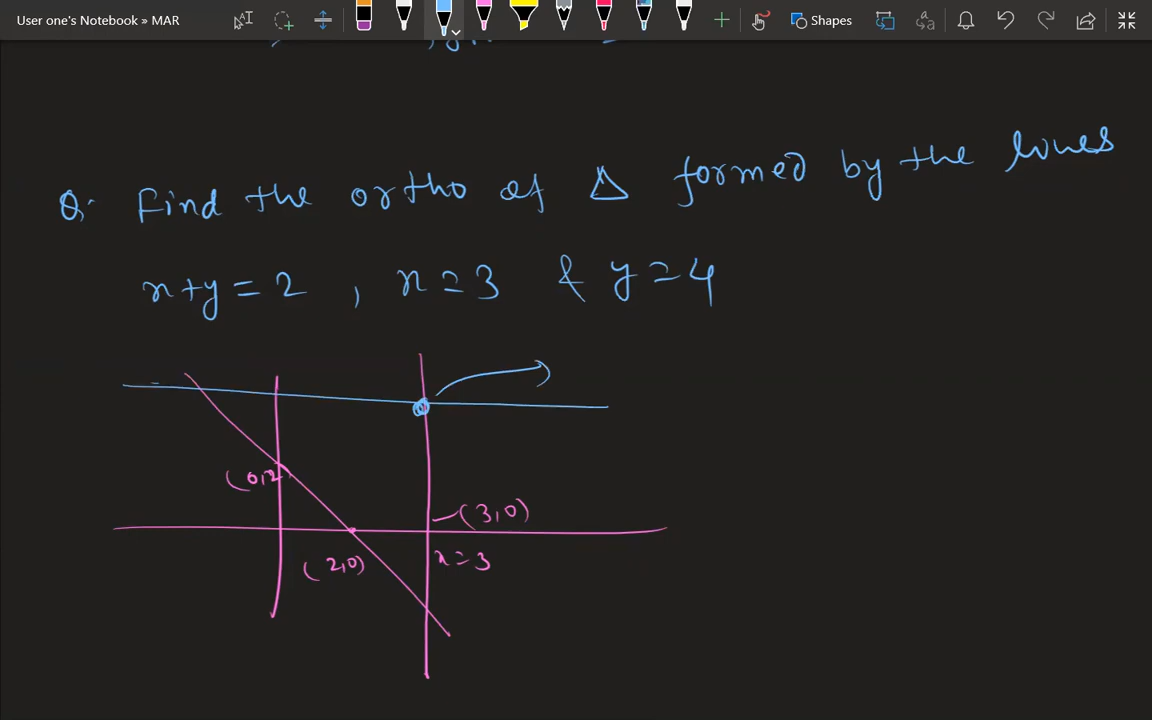 User one's Notebook » MAR
Shapes
Q. Find the ortho of Δ formed by the lines
x+y=2 , x=3 & y=4
(0,2)
(3,0)
(2,0)
x=3